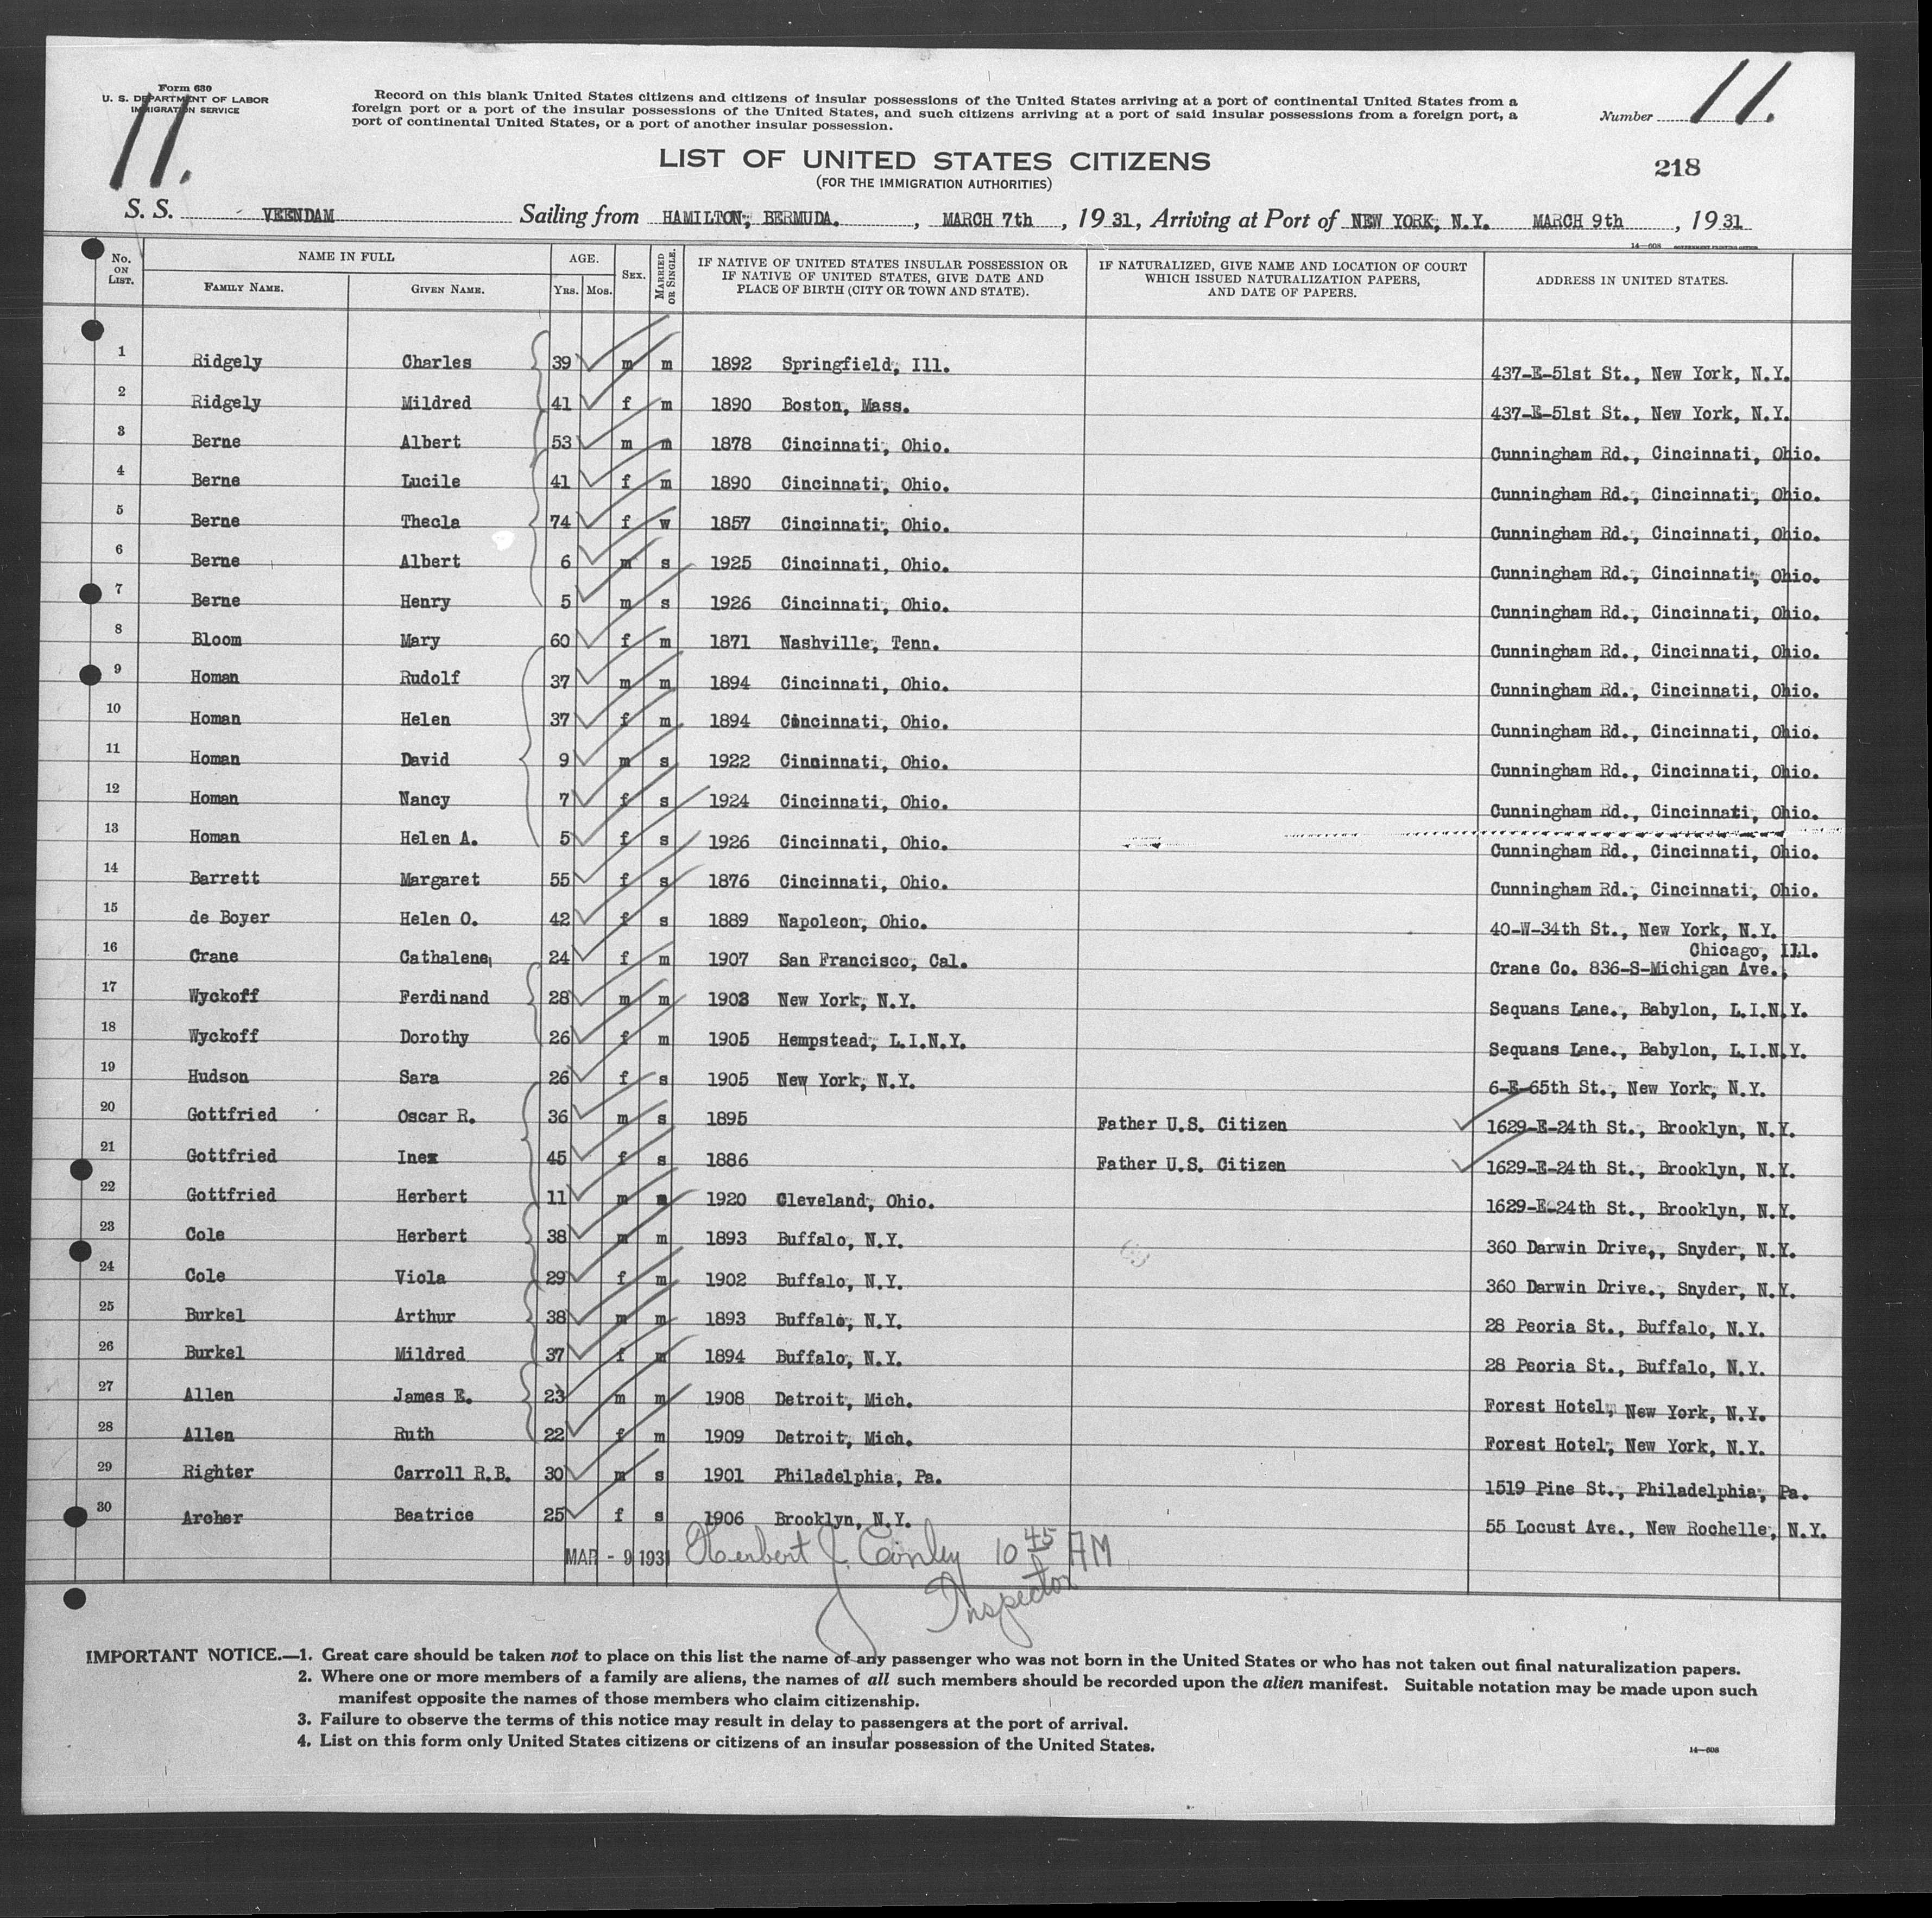 Form 630
U. S. DEPARTMENT OF LABOR
IMMIGRATION SERVICE
11.
Record on this blank United States citizens and citizens of insular possessions of the United States arriving at a port of continental United States from a
foreign port or a port of the insular possessions of the United States, and such citizens arriving at a port of said insular possessions from a foreign port, a
port of continental United States, or a port of another insular possession.
Number 11.
LIST OF UNITED STATES CITIZENS
(FOR THE IMMIGRATION AUTHORITIES)
218
S. S. VEENDAM Sailing from HAMILTON, BERMUDA. , MARCH 7th , 19 31, Arriving at Port of NEW YORK, N.Y. MARCH 9th , 19 31
14—608 GOVERNMENT PRINTING OFFICE
No. ON LIST. NAME IN FULL FAMILY NAME. GIVEN NAME. AGE. YRS. MOS. SEX. MARRIED OR SINGLE. IF NATIVE OF UNITED STATES INSULAR POSSESSION OR IF NATIVE OF UNITED STATES, GIVE DATE AND PLACE OF BIRTH (CITY OR TOWN AND STATE). IF NATURALIZED, GIVE NAME AND LOCATION OF COURT WHICH ISSUED NATURALIZATION PAPERS, AND DATE OF PAPERS. ADDRESS IN UNITED STATES.
1 Ridgely Charles 39 m m 1892 Springfield, Ill. 437-E-51st St., New York, N.Y.
2 Ridgely Mildred 41 f m 1890 Boston, Mass. 437-E-51st St., New York, N.Y.
3 Berne Albert 53 m m 1878 Cincinnati, Ohio. Cunningham Rd., Cincinnati, Ohio.
4 Berne Lucile 41 f m 1890 Cincinnati, Ohio. Cunningham Rd., Cincinnati, Ohio.
5 Berne Thecla 74 f w 1857 Cincinnati, Ohio. Cunningham Rd., Cincinnati, Ohio.
6 Berne Albert 6 m s 1925 Cincinnati, Ohio. Cunningham Rd., Cincinnati, Ohio.
7 Berne Henry 5 m s 1926 Cincinnati, Ohio. Cunningham Rd., Cincinnati, Ohio.
8 Bloom Mary 60 f m 1871 Nashville, Tenn. Cunningham Rd., Cincinnati, Ohio.
9 Homan Rudolf 37 m m 1894 Cincinnati, Ohio. Cunningham Rd., Cincinnati, Ohio.
10 Homan Helen 37 f m 1894 Cincinnati, Ohio. Cunningham Rd., Cincinnati, Ohio.
11 Homan David 9 m s 1922 Cincinnati, Ohio. Cunningham Rd., Cincinnati, Ohio.
12 Homan Nancy 7 f s 1924 Cincinnati, Ohio. Cunningham Rd., Cincinnati, Ohio.
13 Homan Helen A. 5 f s 1926 Cincinnati, Ohio. Cunningham Rd., Cincinnati, Ohio.
14 Barrett Margaret 55 f s 1876 Cincinnati, Ohio. Cunningham Rd., Cincinnati, Ohio.
15 de Boyer Helen O. 42 f s 1889 Napoleon, Ohio. 40-W-34th St., New York, N.Y.
Chicago, Ill.
16 Crane Cathalene 24 f m 1907 San Francisco, Cal. Crane Co. 836-S-Michigan Ave.,
17 Wyckoff Ferdinand 28 m m 1903 New York, N.Y. Sequans Lane., Babylon, L.I.N.Y.
18 Wyckoff Dorothy 26 f m 1905 Hempstead, L.I.N.Y. Sequans Lane., Babylon, L.I.N.Y.
19 Hudson Sara 26 f s 1905 New York, N.Y. 6-E-65th St., New York, N.Y.
20 Gottfried Oscar R. 36 m s 1895 Father U.S. Citizen 1629-E-24th St., Brooklyn, N.Y.
21 Gottfried Inez 45 f s 1886 Father U.S. Citizen 1629-E-24th St., Brooklyn, N.Y.
22 Gottfried Herbert 11 m 1920 Cleveland, Ohio. 1629-E-24th St., Brooklyn, N.Y.
23 Cole Herbert 38 m m 1893 Buffalo, N.Y. 360 Darwin Drive,, Snyder, N.Y.
24 Cole Viola 29 f m 1902 Buffalo, N.Y. 360 Darwin Drive., Snyder, N.Y.
25 Burkel Arthur 38 m m 1893 Buffalo, N.Y. 28 Peoria St., Buffalo, N.Y.
26 Burkel Mildred 37 f m 1894 Buffalo, N.Y. 28 Peoria St., Buffalo, N.Y.
27 Allen James E. 23 m m 1908 Detroit, Mich. Forest Hotel, New York, N.Y.
28 Allen Ruth 22 f m 1909 Detroit, Mich. Forest Hotel, New York, N.Y.
29 Righter Carroll R.B. 30 m s 1901 Philadelphia, Pa. 1519 Pine St., Philadelphia, Pa.
30 Archer Beatrice 25 f s 1906 Brooklyn, N.Y. 55 Locust Ave., New Rochelle, N.Y.
MAR - 9 1931 Herbert J. Conley 10 45 AM
Inspector
IMPORTANT NOTICE.—1. Great care should be taken not to place on this list the name of any passenger who was not born in the United States or who has not taken out final naturalization papers.
2. Where one or more members of a family are aliens, the names of all such members should be recorded upon the alien manifest. Suitable notation may be made upon such
manifest opposite the names of those members who claim citizenship.
3. Failure to observe the terms of this notice may result in delay to passengers at the port of arrival.
4. List on this form only United States citizens or citizens of an insular possession of the United States.
14—608